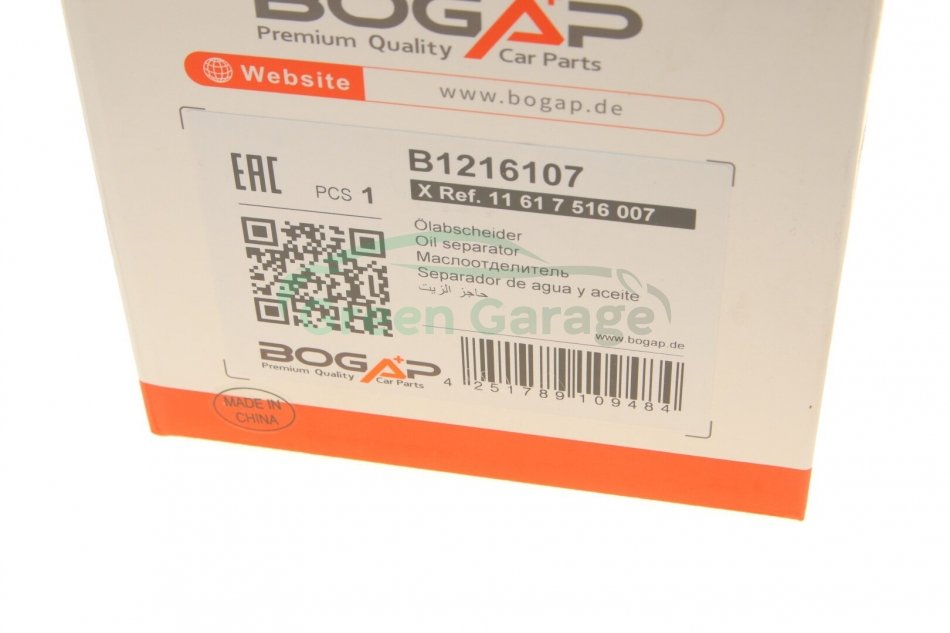 BOGAP
Premium Quality Car Parts
Website
www.bogap.de
EAC
PCS 1
B1216107
X Ref. 11 61 7 516 007
Ölabscheider
Oil separator
Маслоотделитель
Separador de agua y aceite
حاجز الزيت
Green Garage
www.bogap.de
BOGAP
Premium Quality Car Parts
4 251789 109484
MADE IN
CHINA